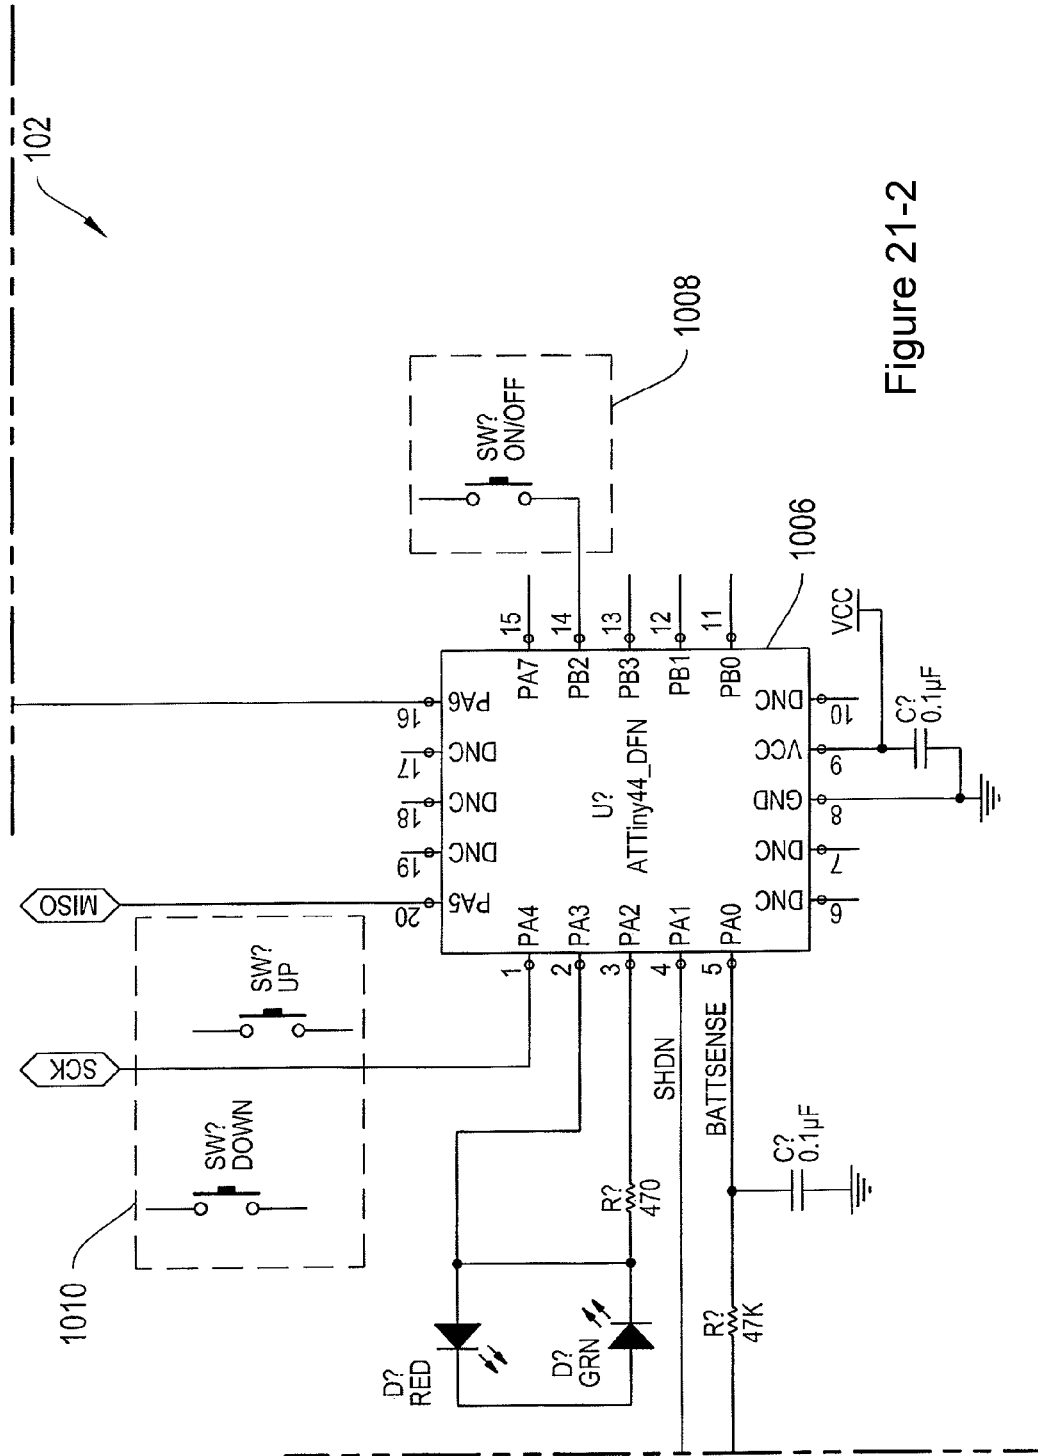 102
1008
SW?
ON/OFF
Figure 21-2
1006
15
14
13
12
11
PA7
PB2
PB3
PB1
PB0
16
17
18
19
20
PA6
DNC
DNC
DNC
PA5
U?
ATTiny44_DFN
DNC
VCC
GND
DNC
DNC
10
9
8
7
6
VCC
C?
0.1µF
PA4
PA3
PA2
PA1
PA0
1
2
3
4
5
MISO
SCK
SW?
UP
SW?
DOWN
1010
SHDN
BATTSENSE
R?
470
C?
0.1µF
R?
47K
D?
RED
D?
GRN